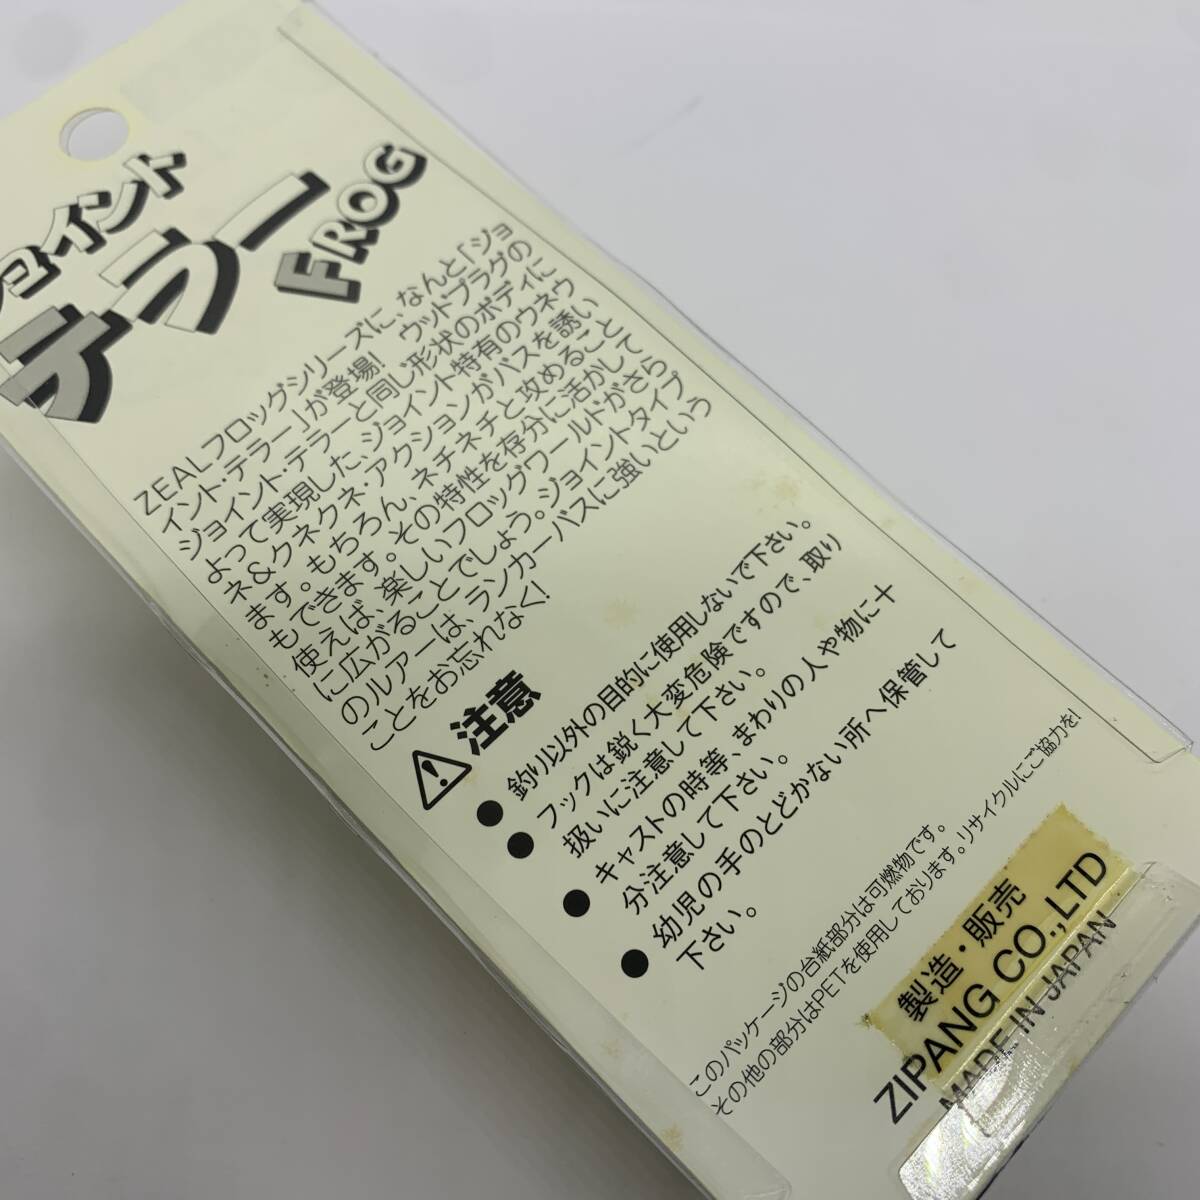 ジョイント
テラー
FROG
ZEALフロッグシリーズに、なんと「ジョ
イント・テラー」が登場! ウッドプラグの
ジョイント・テラーと同じ形状のボディに
よって実現した、ジョイント特有のウネウ
ネ&クネクネ・アクションがバスを誘い
ます。もちろん、ネチネチと攻めること
もできます。その特性を存分に活かして
使えば、楽しいフロッグワールドがさら
に広がることでしょう。ジョイントタイプ
のルアーは、ランカーバスに強いという
ことをお忘れなく!
注意
● 釣り以外の目的に使用しないで下さい。
● フックは鋭く大変危険ですので、取り
扱いに注意して下さい。
● キャストの時等、まわりの人や物に十
分注意して下さい。
● 幼児の手のとどかない所へ保管して
下さい。
このパッケージの台紙部分は可燃物です。
その他の部分はPETを使用しております。リサイクルにご協力を!
製造・販売
ZIPANG CO.,LTD
MADE IN JAPAN